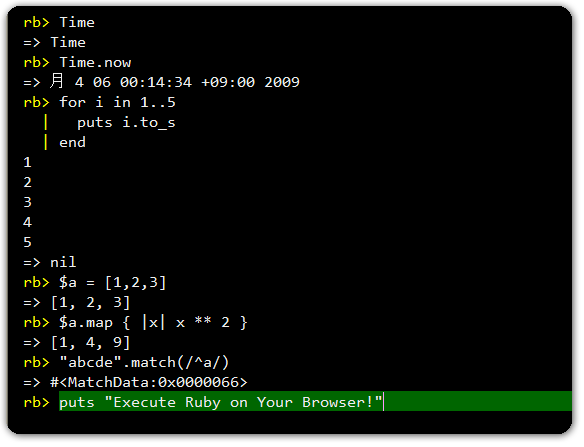 rb> Time
=> Time
rb> Time.now
=> 月 4 06 00:14:34 +09:00 2009
rb> for i in 1..5
  |   puts i.to_s
  | end
1
2
3
4
5
=> nil
rb> $a = [1,2,3]
=> [1, 2, 3]
rb> $a.map { |x| x ** 2 }
=> [1, 4, 9]
rb> "abcde".match(/^a/)
=> #<MatchData:0x0000066>
rb> puts "Execute Ruby on Your Browser!"